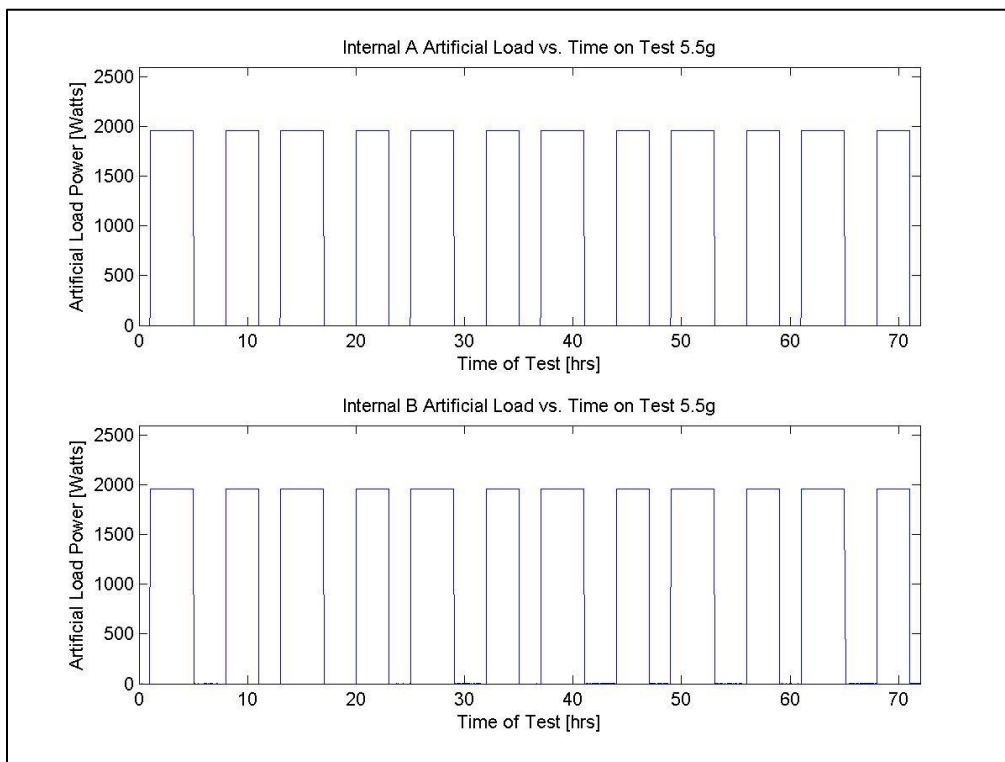 Internal A Artificial Load vs. Time on Test 5.5g
Artificial Load Power [Watts]
2500
2000
1500
1000
500
0
0 10 20 30 40 50 60 70
Time of Test [hrs]
Internal B Artificial Load vs. Time on Test 5.5g
Artificial Load Power [Watts]
2500
2000
1500
1000
500
0
0 10 20 30 40 50 60 70
Time of Test [hrs]